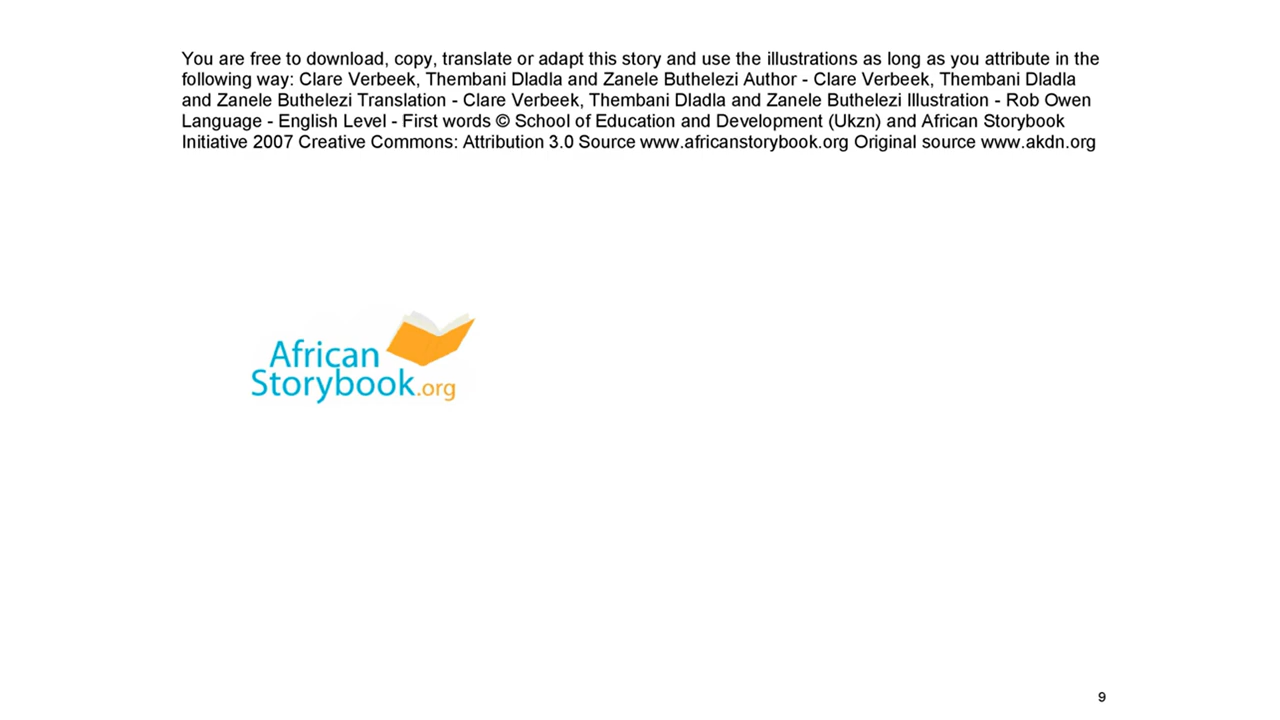 You are free to download, copy, translate or adapt this story and use the illustrations as long as you attribute in the
following way: Clare Verbeek, Thembani Dladla and Zanele Buthelezi Author - Clare Verbeek, Thembani Dladla
and Zanele Buthelezi Translation - Clare Verbeek, Thembani Dladla and Zanele Buthelezi Illustration - Rob Owen
Language - English Level - First words © School of Education and Development (Ukzn) and African Storybook
Initiative 2007 Creative Commons: Attribution 3.0 Source www.africanstorybook.org Original source www.akdn.org
African
Storybook.org
9